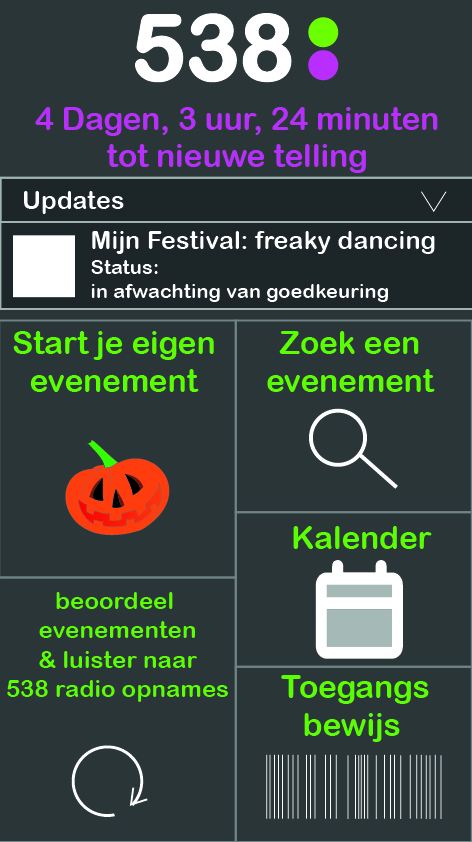 538
4 Dagen, 3 uur, 24 minuten
tot nieuwe telling
Updates
Mijn Festival: freaky dancing
Status:
in afwachting van goedkeuring
Start je eigen
evenement
Zoek een
evenement
Kalender
beoordeel
evenementen
& luister naar
538 radio opnames
Toegangs
bewijs